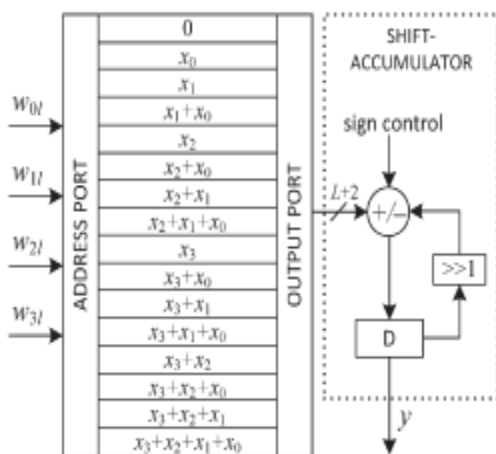 0
x₀
x₁
x₁+x₀
x₂
x₂+x₀
x₂+x₁
x₂+x₁+x₀
x₃
x₃+x₀
x₃+x₁
x₃+x₁+x₀
x₃+x₂
x₃+x₂+x₀
x₃+x₂+x₁
x₃+x₂+x₁+x₀
w₀ₗ
w₁ₗ
w₂ₗ
w₃ₗ
ADDRESS PORT
OUTPUT PORT
SHIFT-
ACCUMULATOR
sign control
L+2
+/–
>>1
D
y